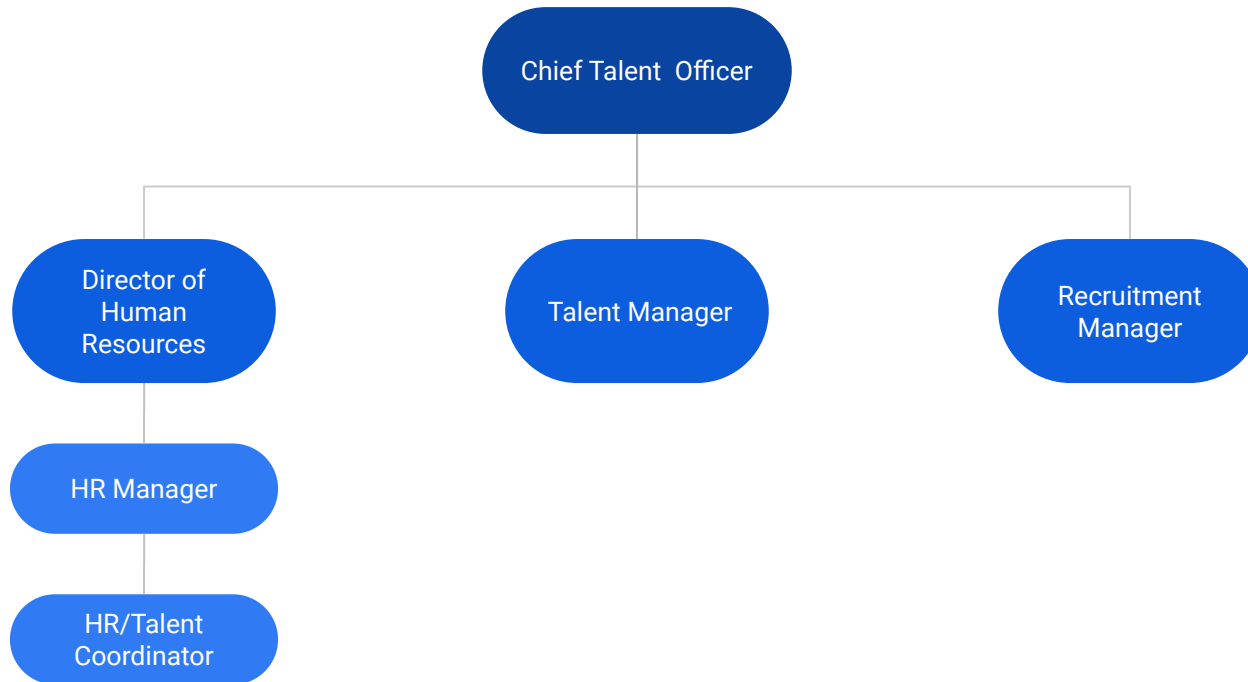 Chief Talent  Officer
Director of
Human
Resources
Talent Manager
Recruitment
Manager
HR Manager
HR/Talent
Coordinator